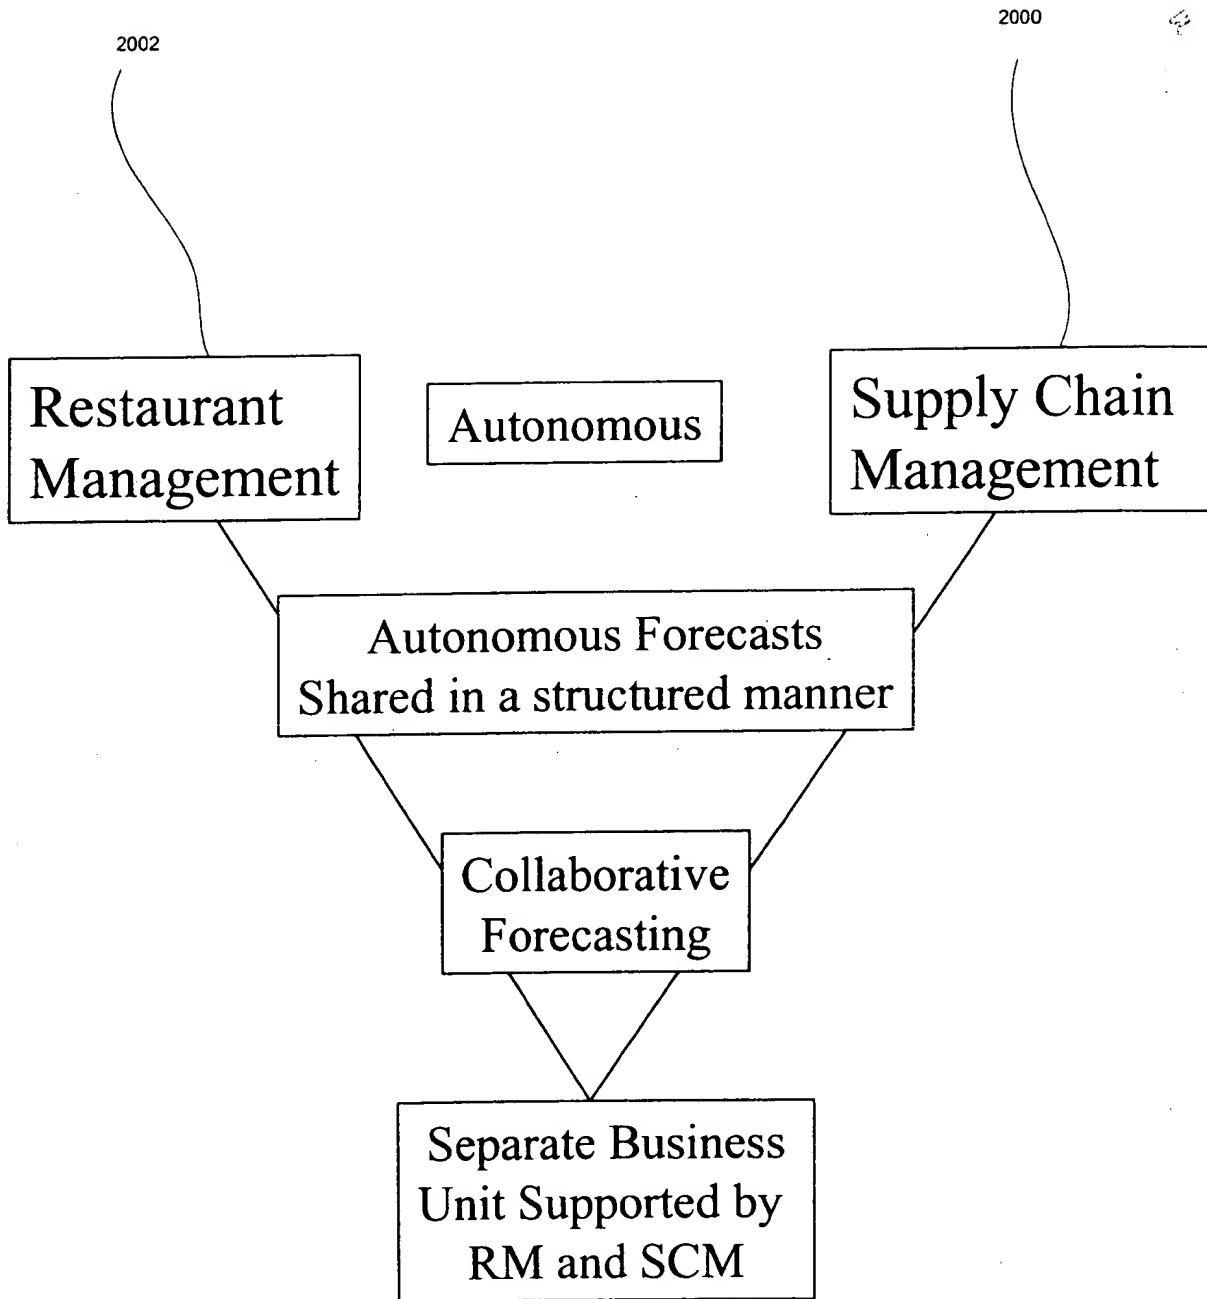 2002
2000
Restaurant
Management
Autonomous
Supply Chain
Management
Autonomous Forecasts
Shared in a structured manner
Collaborative
Forecasting
Separate Business
Unit Supported by
RM and SCM